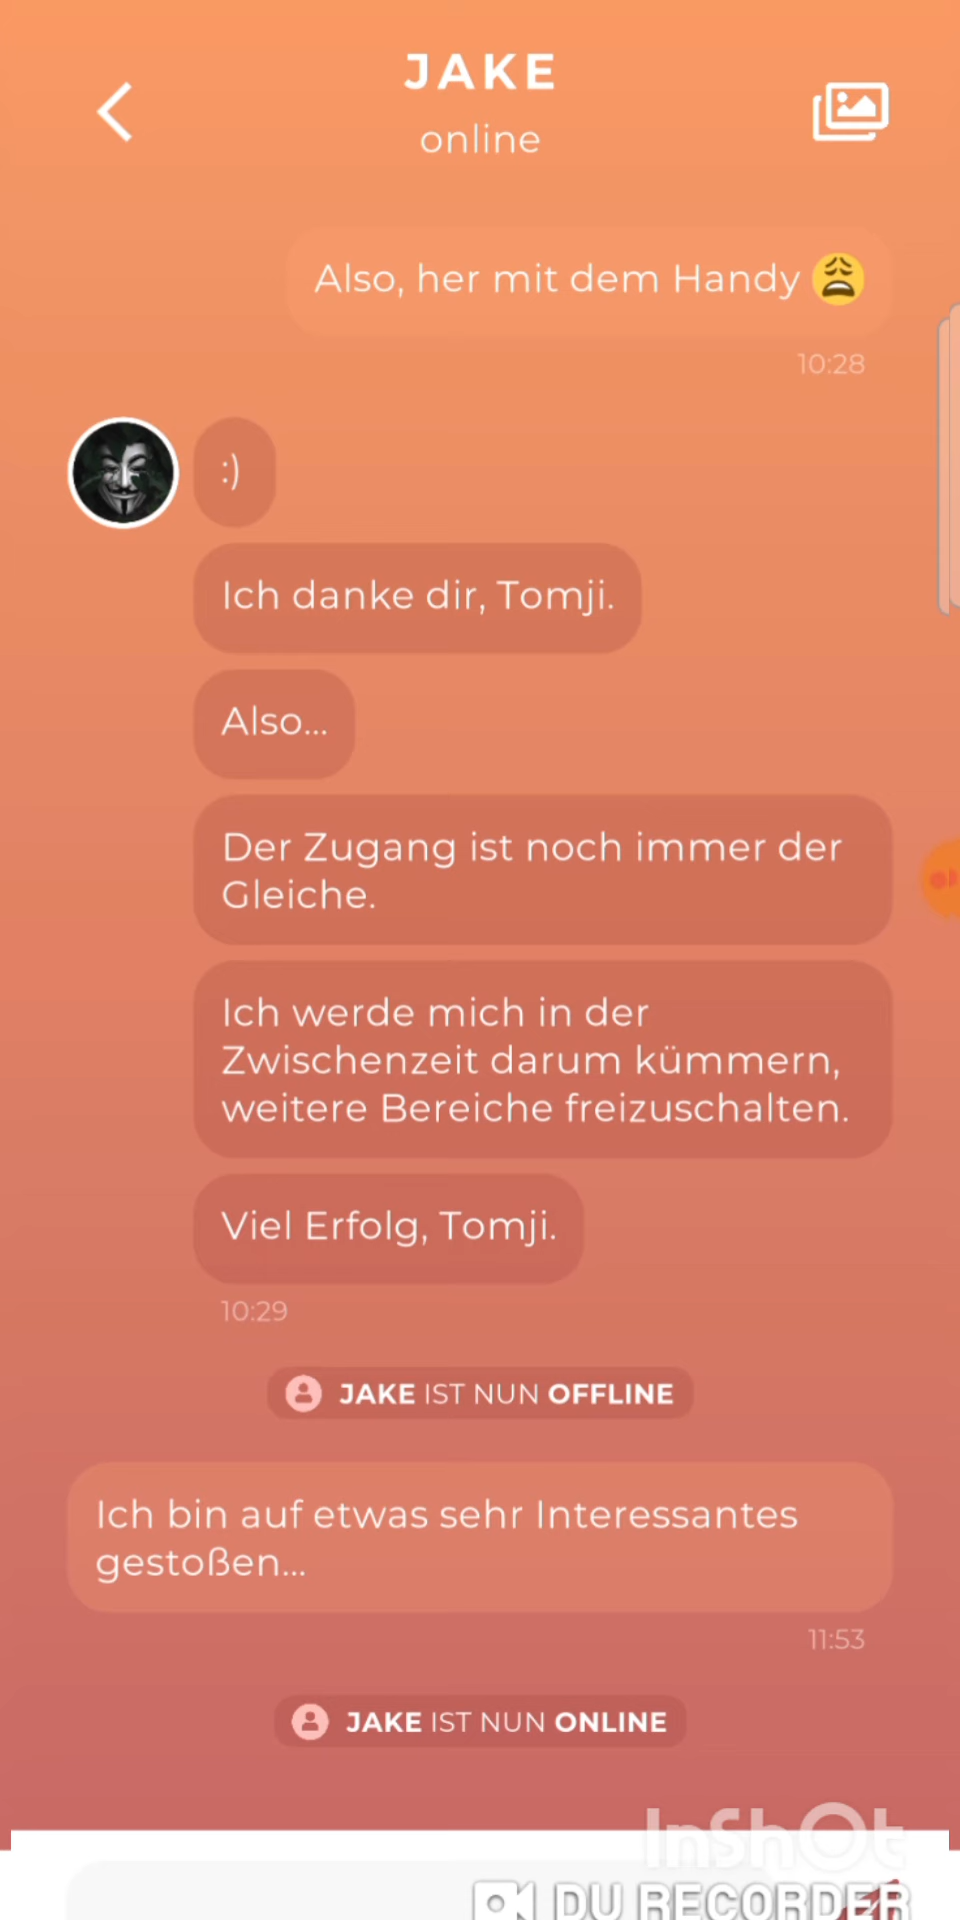 JAKE
online
Also, her mit dem Handy 😩
10:28
:)
Ich danke dir, Tomji.
Also...
Der Zugang ist noch immer der
Gleiche.
Ich werde mich in der
Zwischenzeit darum kümmern,
weitere Bereiche freizuschalten.
Viel Erfolg, Tomji.
10:29
JAKE IST NUN OFFLINE
Ich bin auf etwas sehr Interessantes
gestoßen...
11:53
JAKE IST NUN ONLINE
InShOt
DU RECORDER